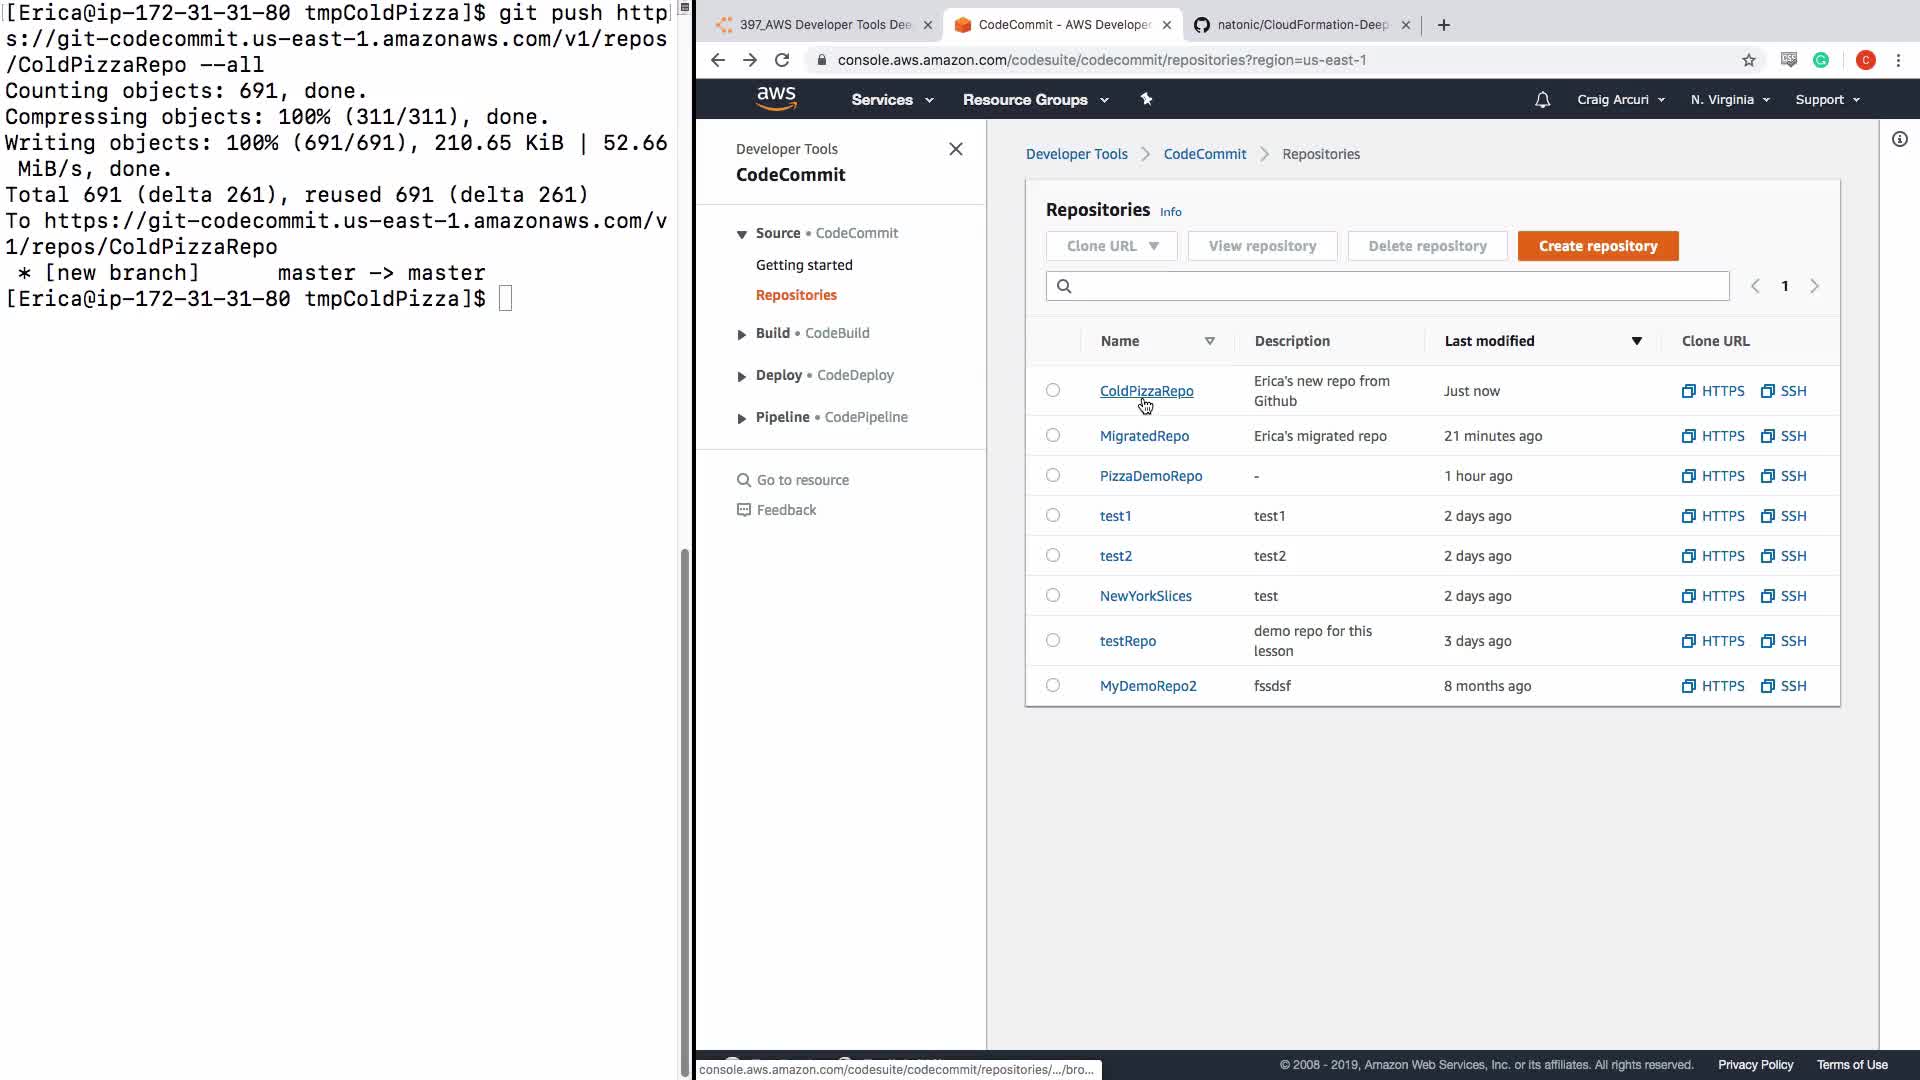 [Erica@ip-172-31-31-80 tmpColdPizza]$ git push http
s://git-codecommit.us-east-1.amazonaws.com/v1/repos
/ColdPizzaRepo --all
Counting objects: 691, done.
Compressing objects: 100% (311/311), done.
Writing objects: 100% (691/691), 210.65 KiB | 52.66
MiB/s, done.
Total 691 (delta 261), reused 691 (delta 261)
To https://git-codecommit.us-east-1.amazonaws.com/v
1/repos/ColdPizzaRepo
* [new branch] master -> master
[Erica@ip-172-31-31-80 tmpColdPizza]$
397_AWS Developer Tools Dee
CodeCommit - AWS Developer
natonic/CloudFormation-Deep
console.aws.amazon.com/codesuite/codecommit/repositories?region=us-east-1
C
aws
Services
Resource Groups
Craig Arcuri
N. Virginia
Support
Developer Tools
CodeCommit
Source • CodeCommit
Getting started
Repositories
Build • CodeBuild
Deploy • CodeDeploy
Pipeline • CodePipeline
Go to resource
Feedback
Developer Tools > CodeCommit > Repositories
Repositories Info
Clone URL View repository Delete repository Create repository
1
Name Description Last modified Clone URL
ColdPizzaRepo Erica's new repo from Github Just now HTTPS SSH
MigratedRepo Erica's migrated repo 21 minutes ago HTTPS SSH
PizzaDemoRepo - 1 hour ago HTTPS SSH
test1 test1 2 days ago HTTPS SSH
test2 test2 2 days ago HTTPS SSH
NewYorkSlices test 2 days ago HTTPS SSH
testRepo demo repo for this lesson 3 days ago HTTPS SSH
MyDemoRepo2 fssdsf 8 months ago HTTPS SSH
console.aws.amazon.com/codesuite/codecommit/repositories/.../bro...
© 2008 - 2019, Amazon Web Services, Inc. or its affiliates. All rights reserved. Privacy Policy Terms of Use